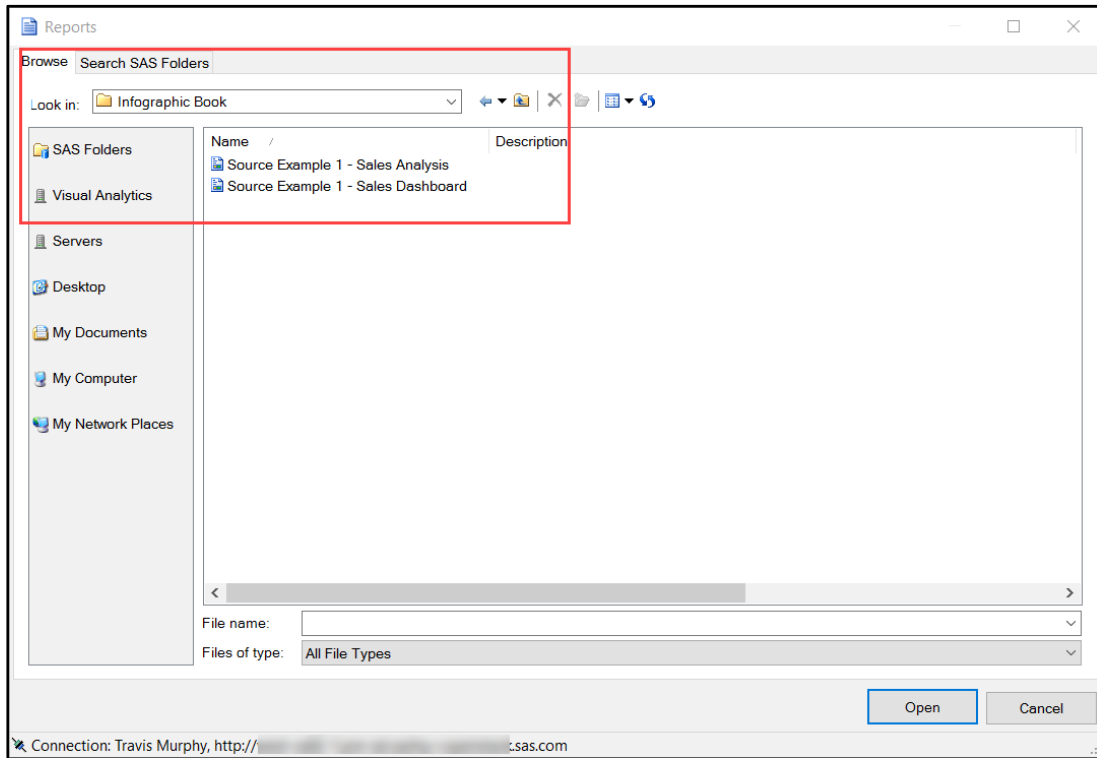 Reports
Browse Search SAS Folders
Look in: Infographic Book
SAS Folders
Visual Analytics
Servers
Desktop
My Documents
My Computer
My Network Places
Name Description
Source Example 1 - Sales Analysis
Source Example 1 - Sales Dashboard
File name:
Files of type: All File Types
Open Cancel
Connection: Travis Murphy, http:// .sas.com